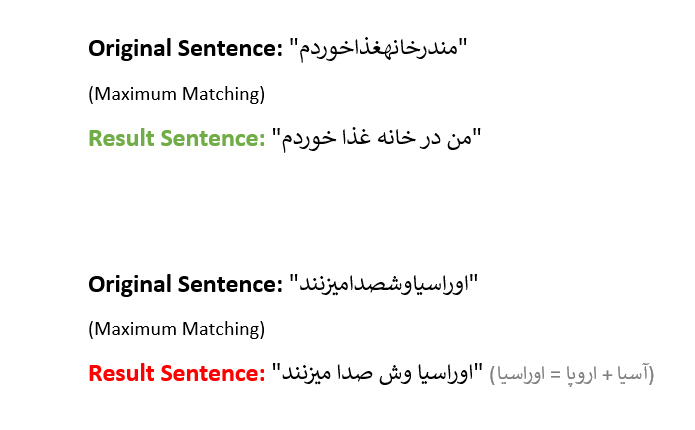 Original Sentence: "مندرخانهغذاخوردم"
(Maximum Matching)
Result Sentence: "من در خانه غذا خوردم"
Original Sentence: "اوراسیاوشصدامیزنند"
(Maximum Matching)
Result Sentence: "اوراسیا وش صدا میزنند" (آسیا + اروپا = اوراسیا)